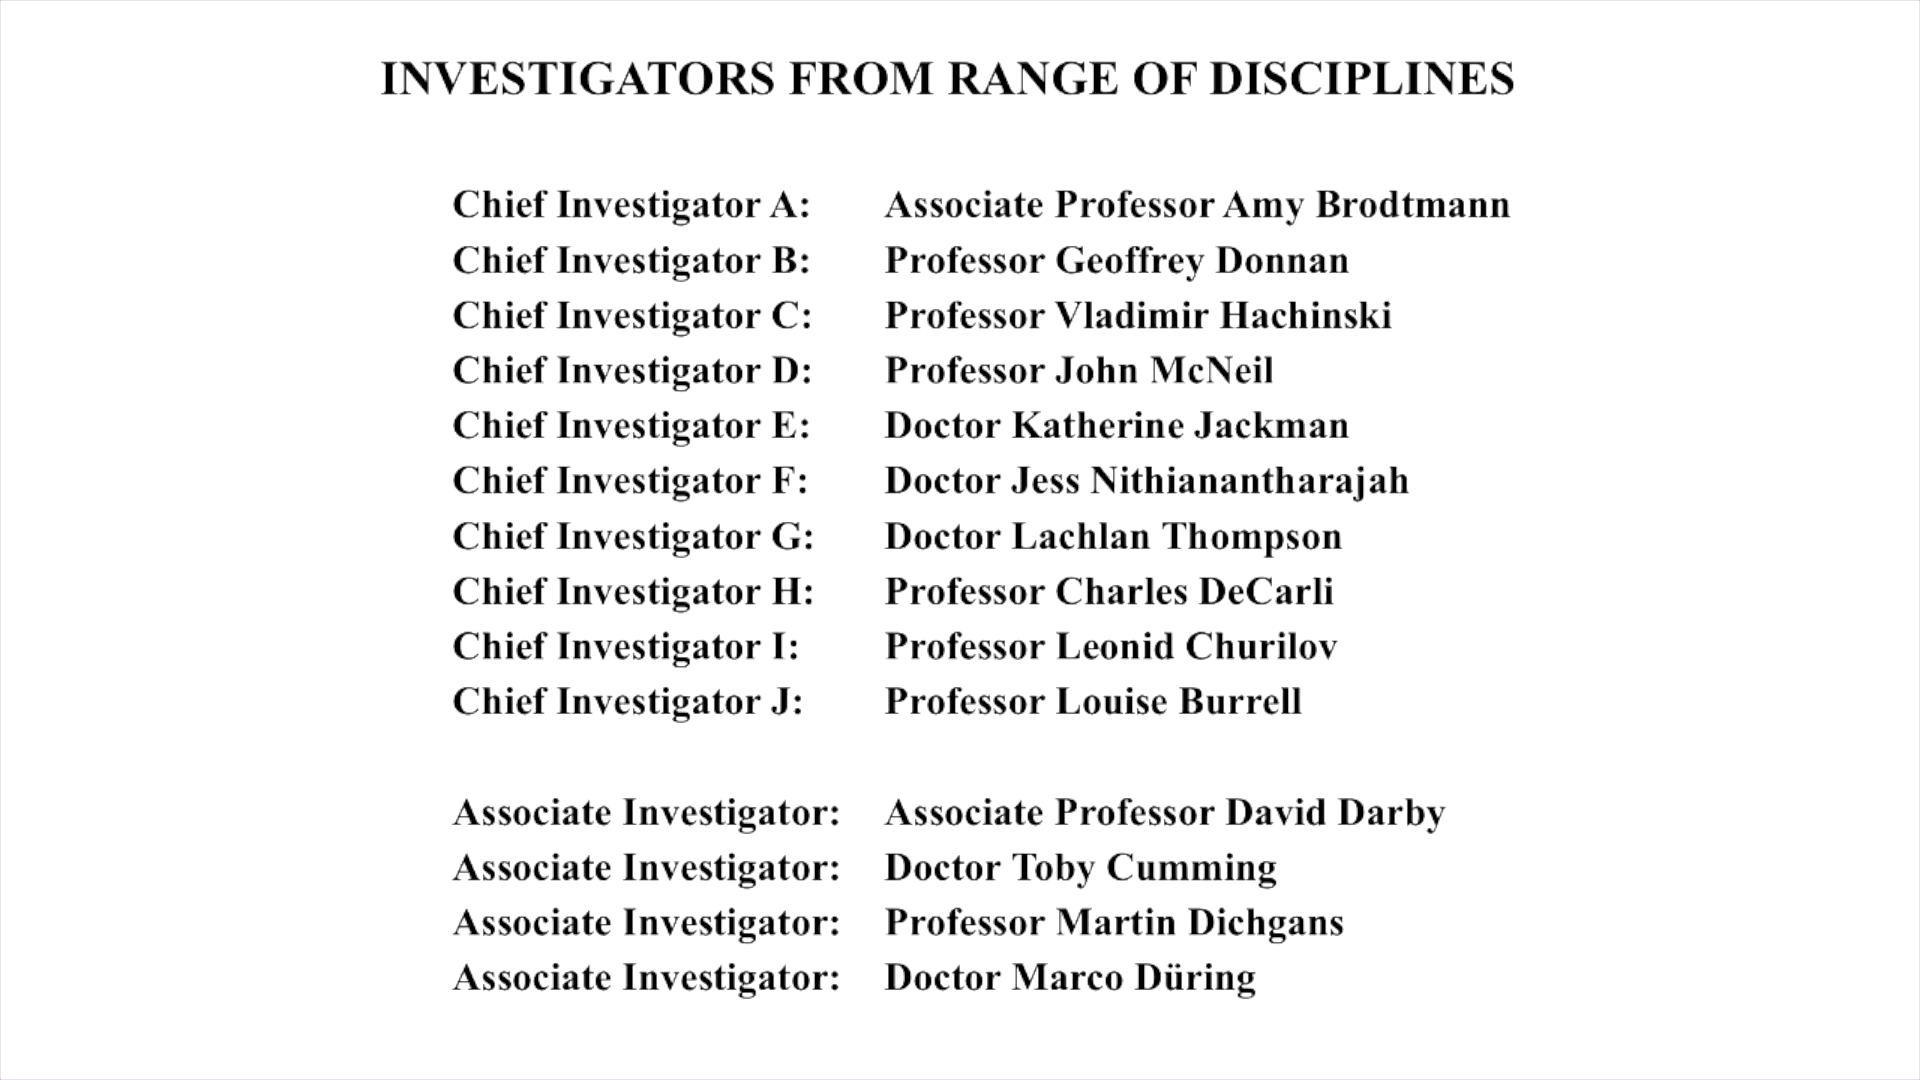 INVESTIGATORS FROM RANGE OF DISCIPLINES
Chief Investigator A: Associate Professor Amy Brodtmann
Chief Investigator B: Professor Geoffrey Donnan
Chief Investigator C: Professor Vladimir Hachinski
Chief Investigator D: Professor John McNeil
Chief Investigator E: Doctor Katherine Jackman
Chief Investigator F: Doctor Jess Nithianantharajah
Chief Investigator G: Doctor Lachlan Thompson
Chief Investigator H: Professor Charles DeCarli
Chief Investigator I: Professor Leonid Churilov
Chief Investigator J: Professor Louise Burrell
Associate Investigator: Associate Professor David Darby
Associate Investigator: Doctor Toby Cumming
Associate Investigator: Professor Martin Dichgans
Associate Investigator: Doctor Marco Düring